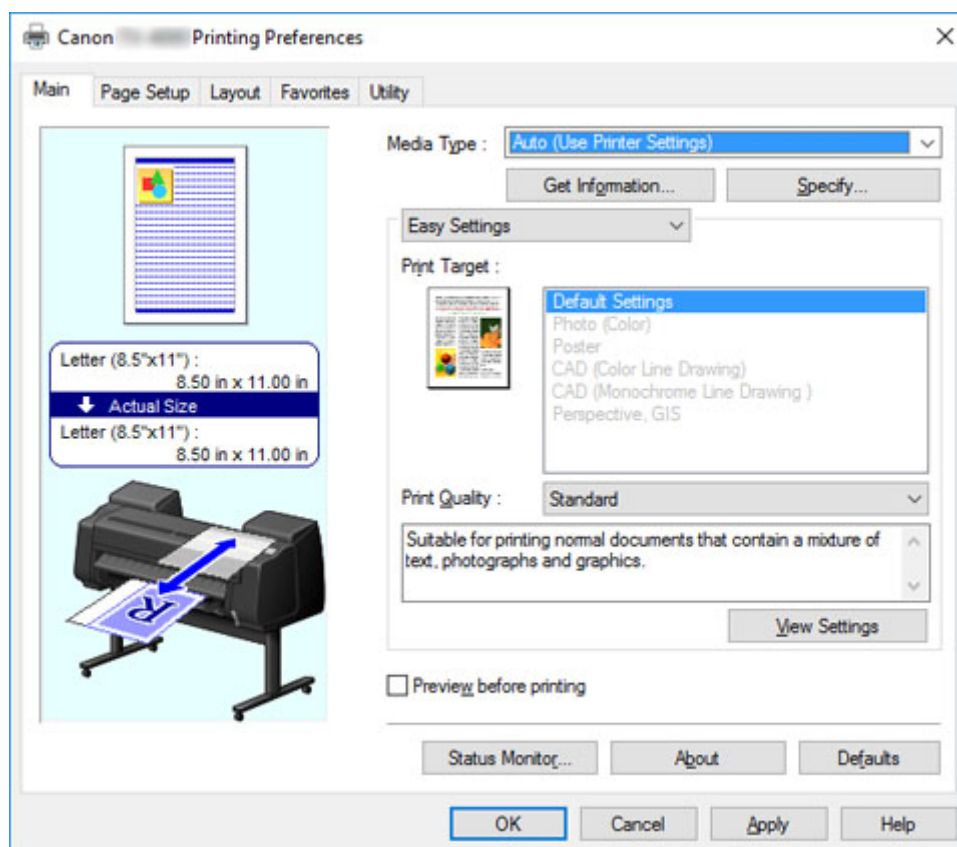 Canon Printing Preferences
Main Page Setup Layout Favorites Utility
Media Type : Auto (Use Printer Settings)
Get Information... Specify...
Easy Settings
Print Target :
Default Settings
Photo (Color)
Poster
CAD (Color Line Drawing)
CAD (Monochrome Line Drawing )
Perspective, GIS
Letter (8.5"x11") :
8.50 in x 11.00 in
Actual Size
Letter (8.5"x11") :
8.50 in x 11.00 in
R
Print Quality : Standard
Suitable for printing normal documents that contain a mixture of
text, photographs and graphics.
View Settings
Preview before printing
Status Monitor... About Defaults
OK Cancel Apply Help